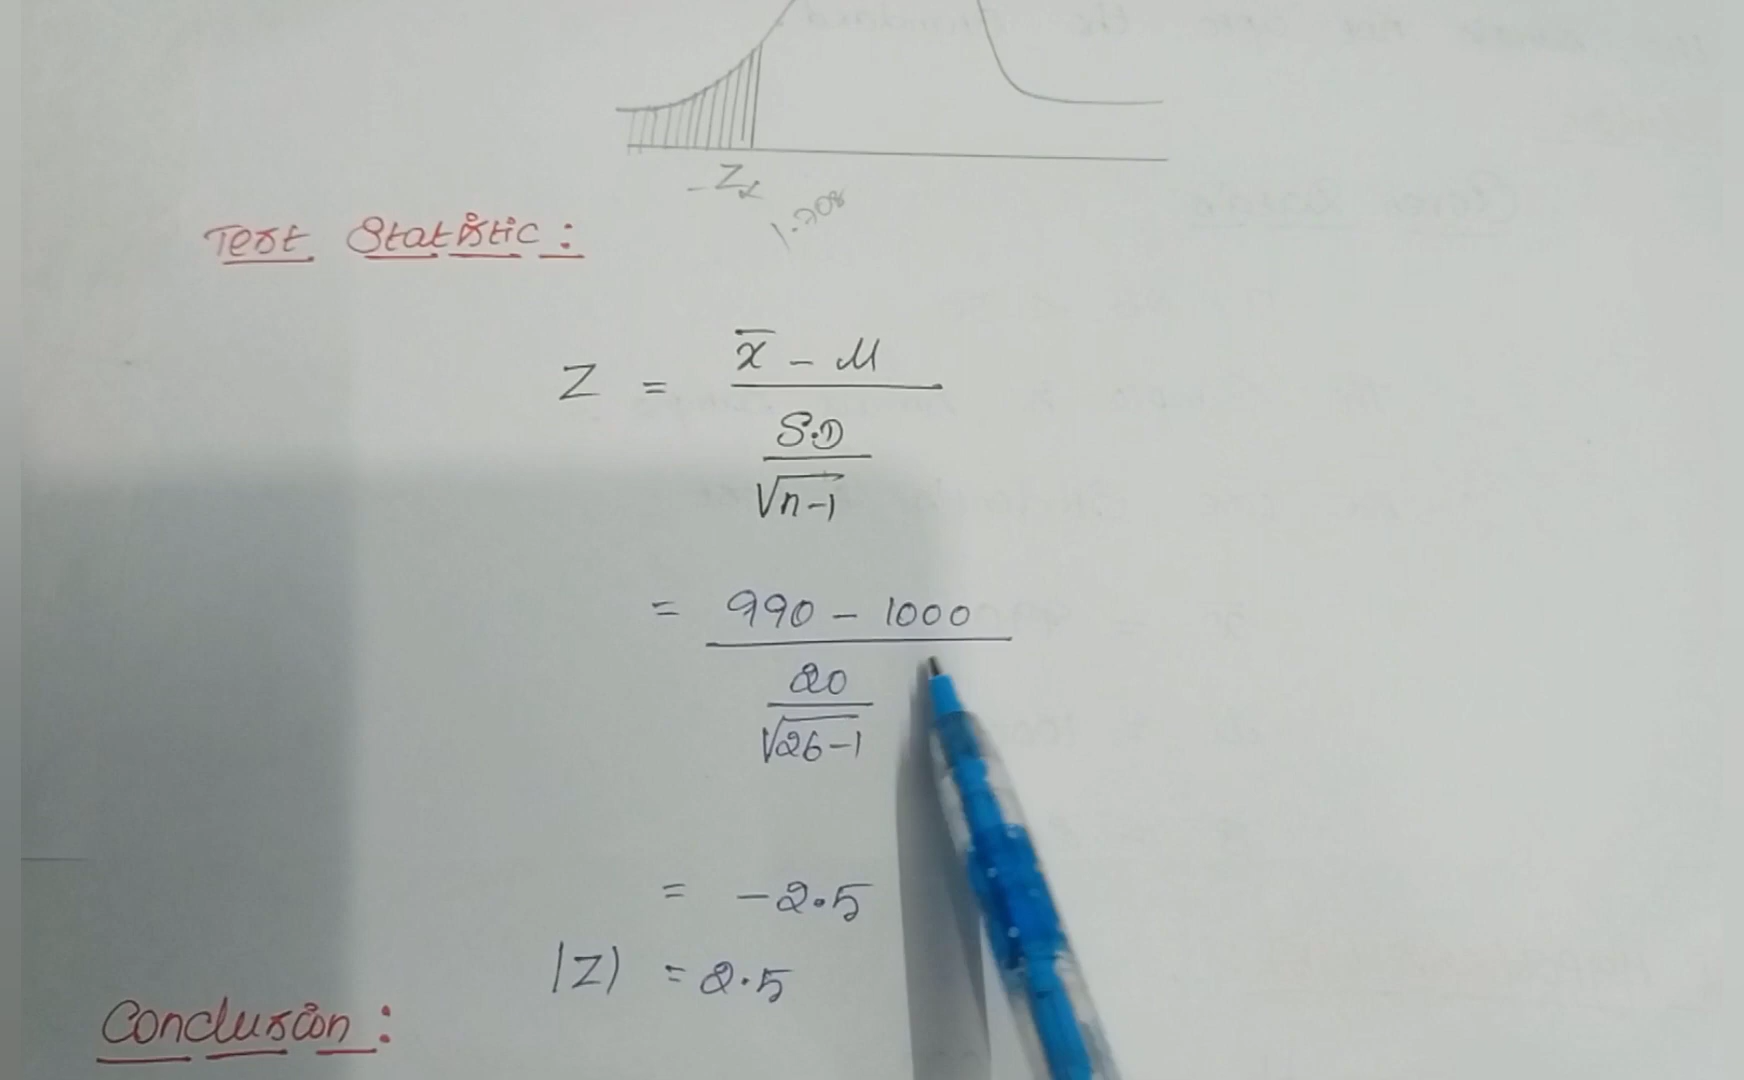 -Zα
1.708
Test Statistic:
Z = x̄ - μ
S.D
√n-1
= 990 - 1000
20
√26-1
= -2.5
|Z| = 2.5
Conclusion: